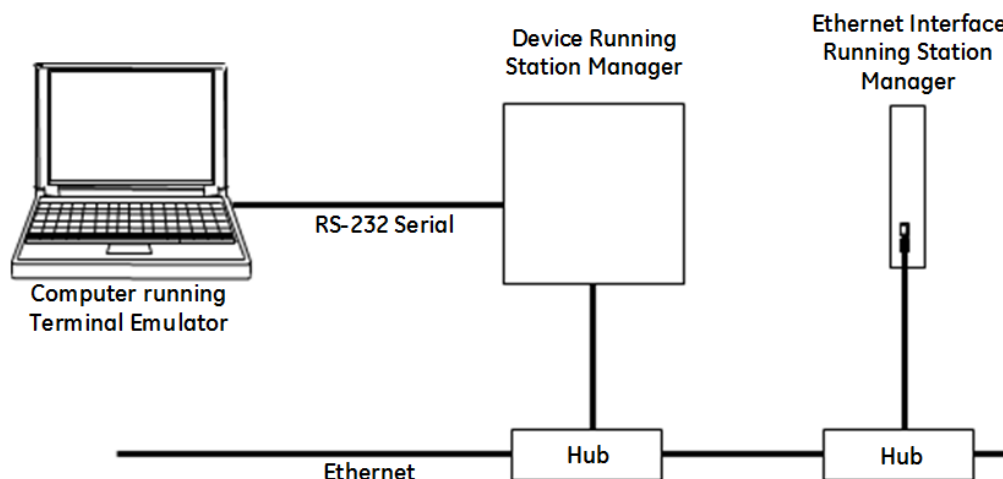 Device Running
Station Manager
Ethernet Interface
Running Station
Manager
RS-232 Serial
Computer running
Terminal Emulator
Hub
Hub
Ethernet